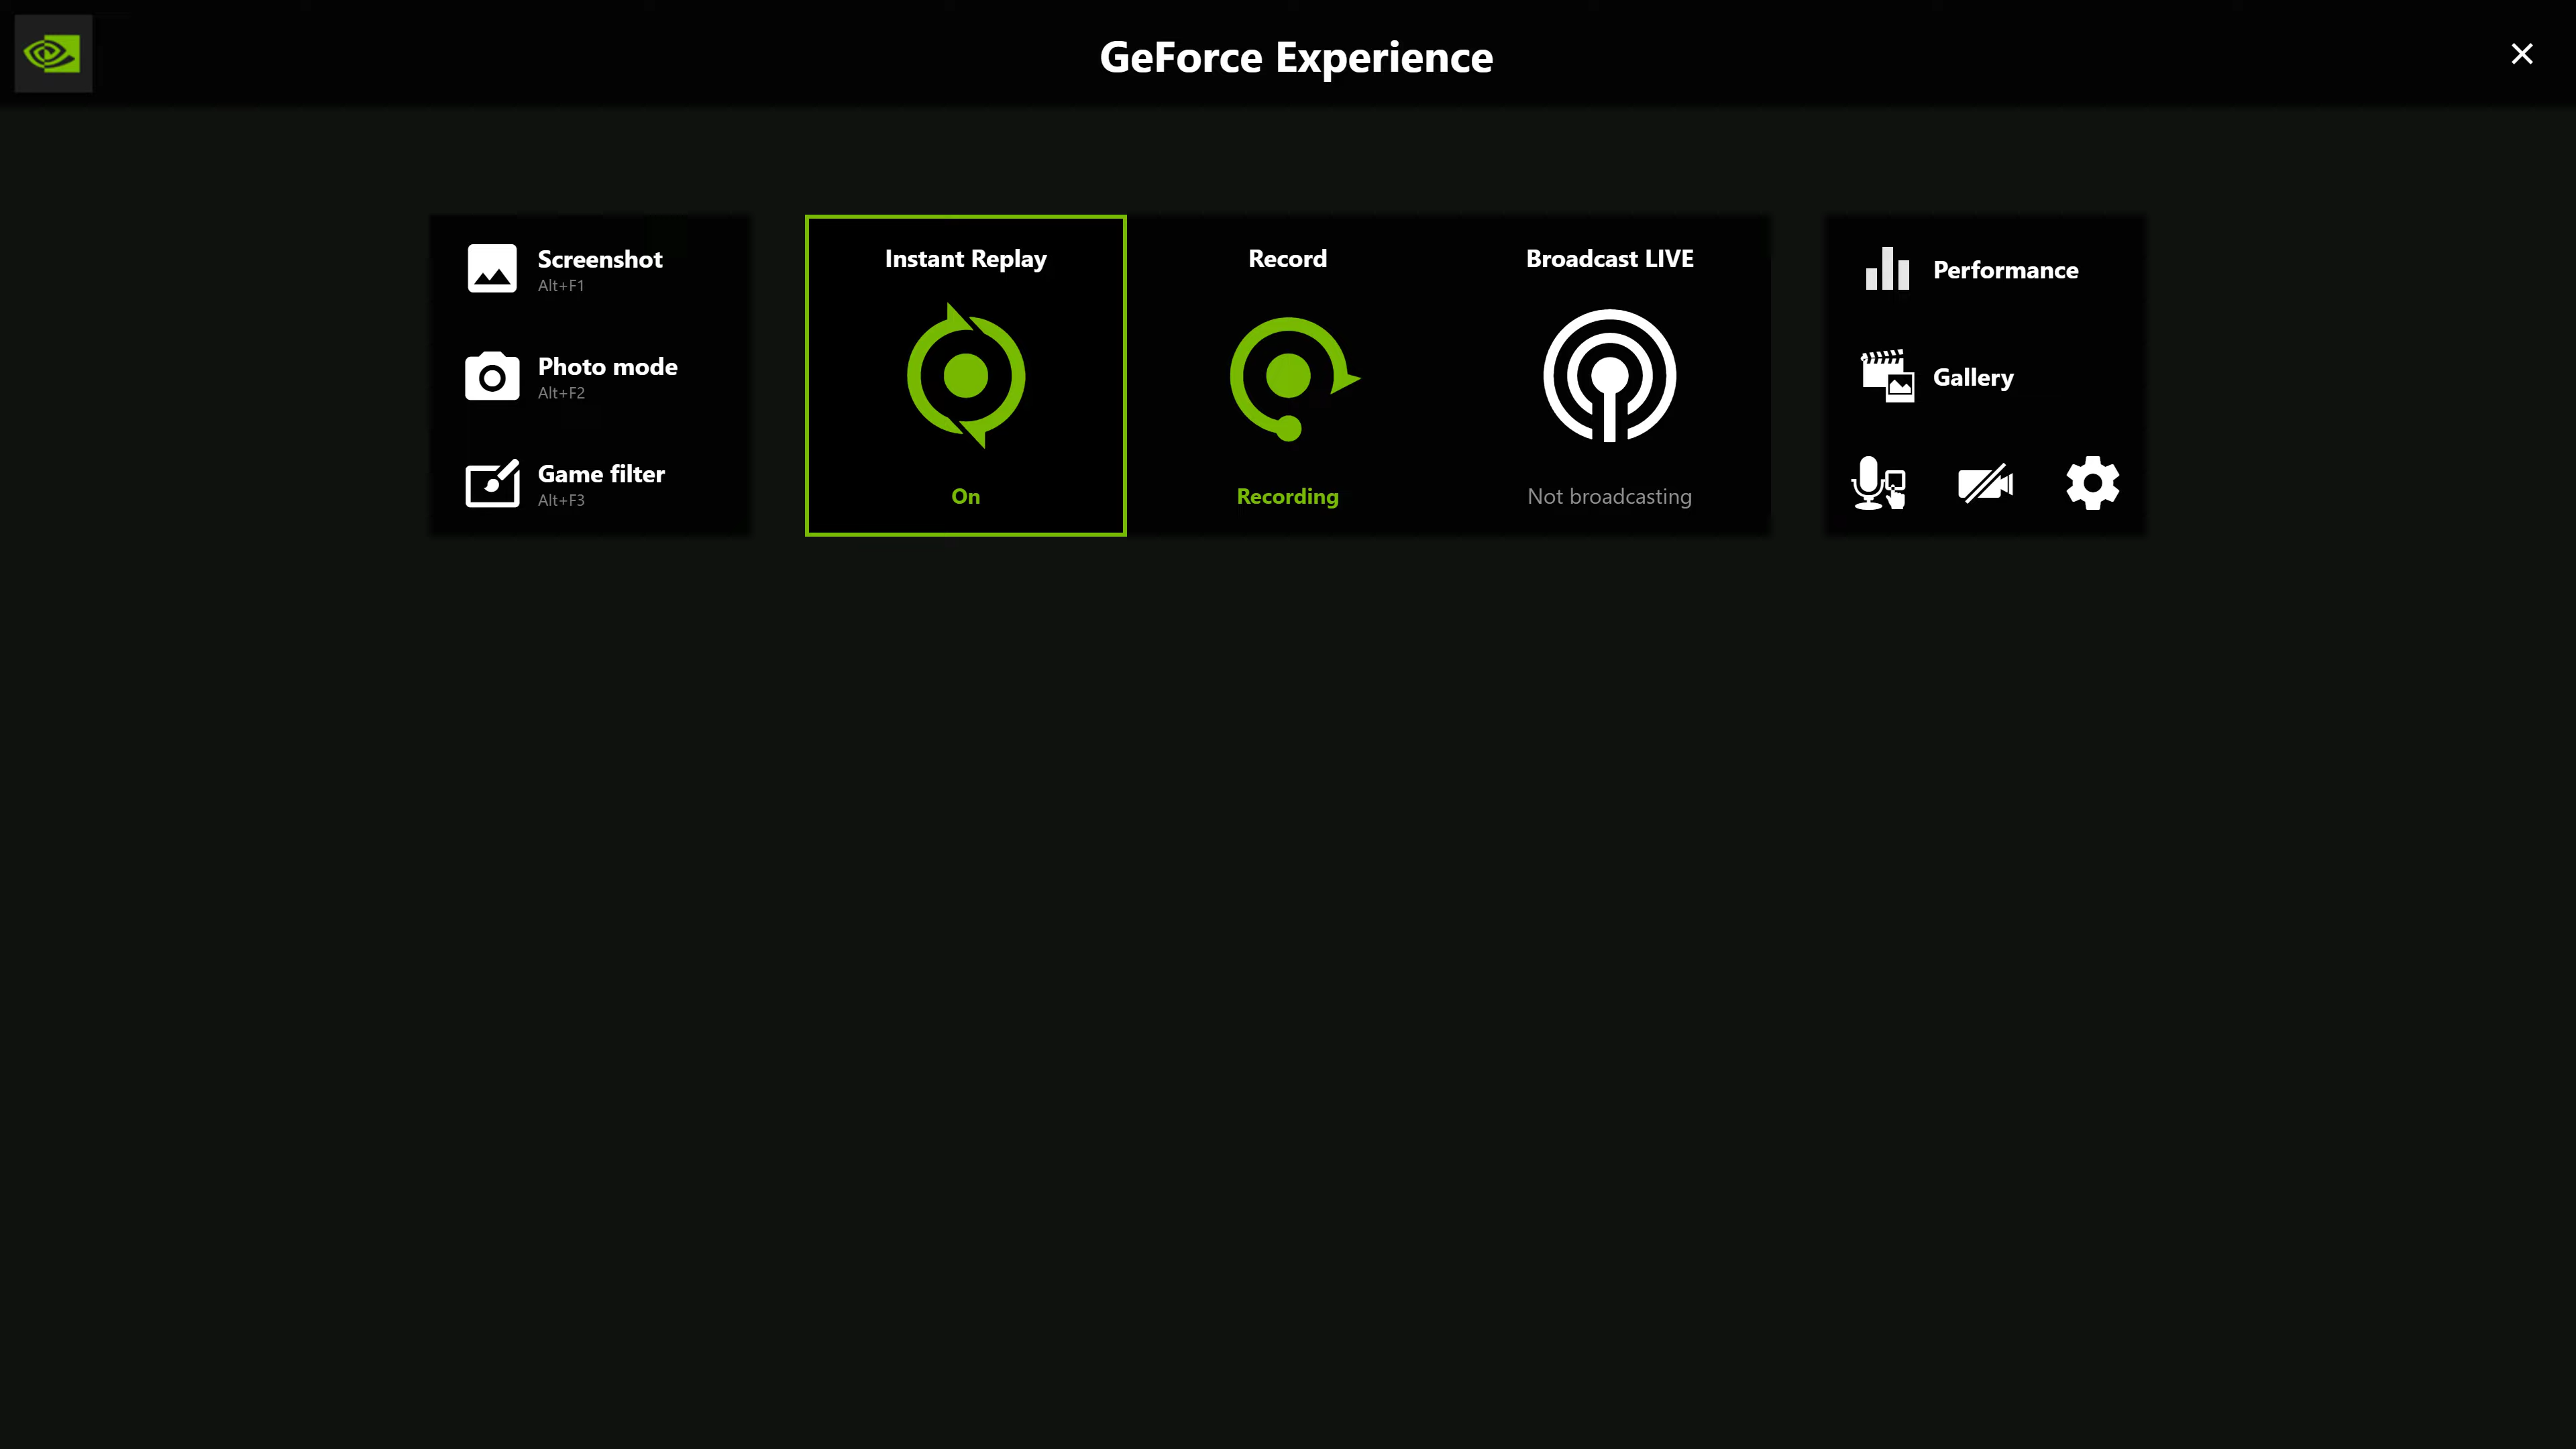 GeForce Experience
Screenshot
Alt+F1
Photo mode
Alt+F2
Game filter
Alt+F3
Instant Replay
On
Record
Recording
Broadcast LIVE
Not broadcasting
Performance
Gallery